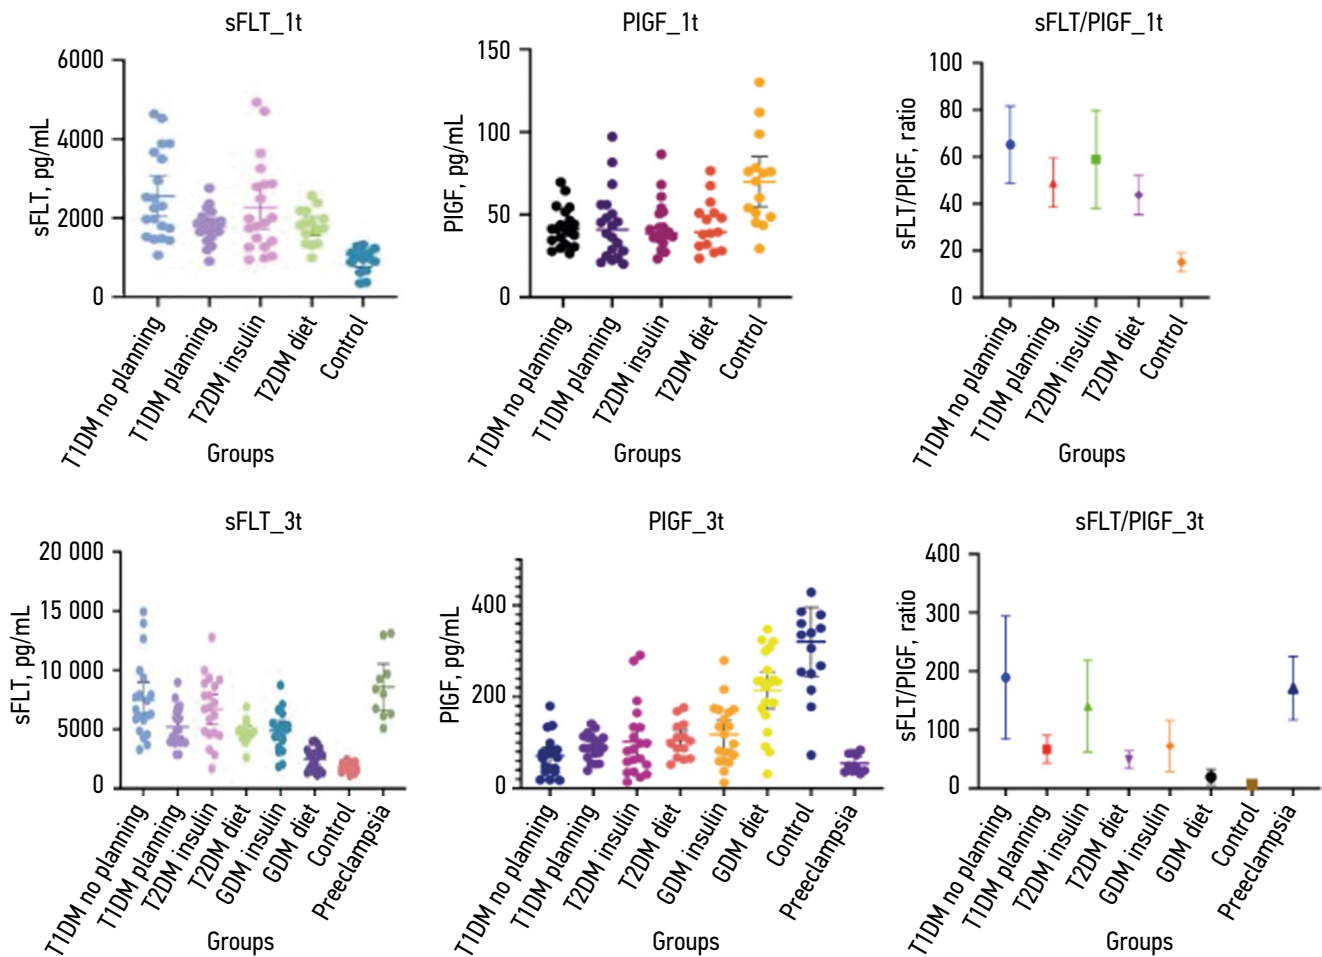 sFLT_1t
6000
4000
2000
0
sFLT, pg/mL
T1DM no planning
T1DM planning
T2DM insulin
T2DM diet
Control
Groups
PIGF_1t
150
100
50
0
PIGF, pg/mL
T1DM no planning
T1DM planning
T2DM insulin
T2DM diet
Control
Groups
sFLT/PIGF_1t
100
80
60
40
20
0
sFLT/PIGF, ratio
T1DM no planning
T1DM planning
T2DM insulin
T2DM diet
Control
Groups
sFLT_3t
20 000
15 000
10 000
5000
0
sFLT, pg/mL
T1DM no planning
T1DM planning
T2DM insulin
T2DM diet
GDM insulin
GDM diet
Control
Preeclampsia
Groups
PIGF_3t
400
200
0
PIGF, pg/mL
T1DM no planning
T1DM planning
T2DM insulin
T2DM diet
GDM insulin
GDM diet
Control
Preeclampsia
Groups
sFLT/PIGF_3t
400
300
200
100
0
sFLT/PIGF, ratio
T1DM no planning
T1DM planning
T2DM insulin
T2DM diet
GDM insulin
GDM diet
Control
Preeclampsia
Groups